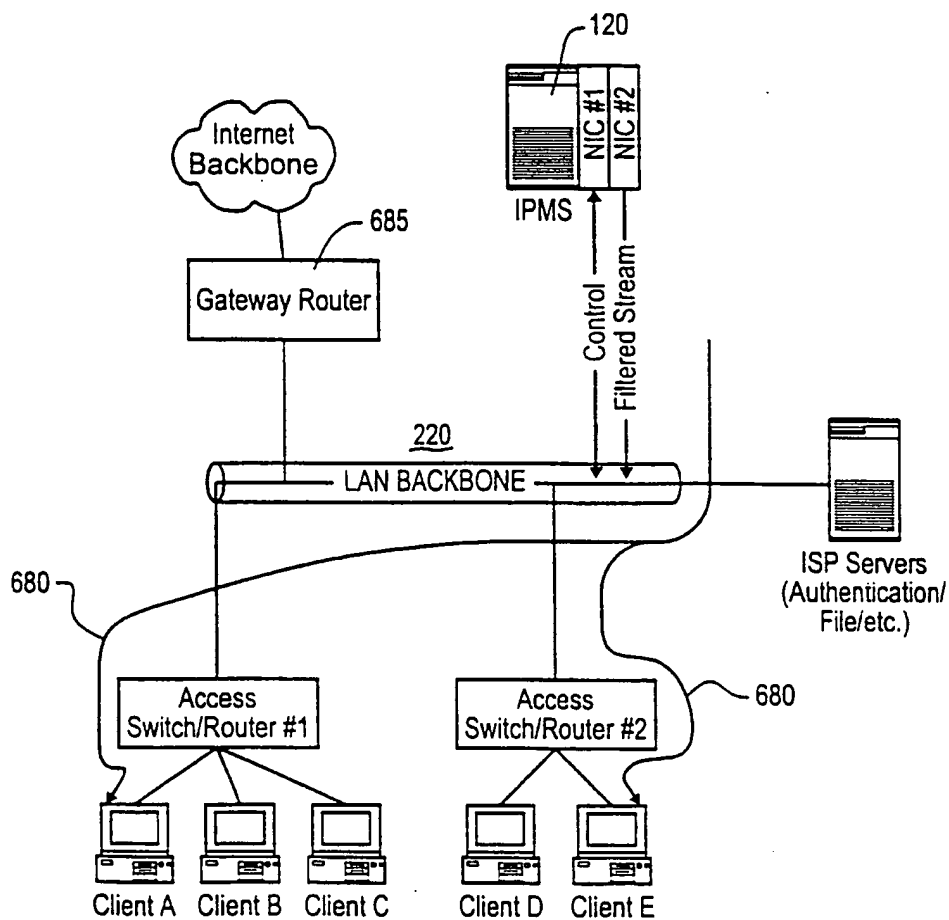 120
Internet
Backbone
NIC #1
NIC #2
IPMS
685
Gateway Router
Control
Filtered Stream
220
LAN BACKBONE
ISP Servers
(Authentication/
File/etc.)
680
680
Access
Switch/Router #1
Access
Switch/Router #2
Client A
Client B
Client C
Client D
Client E